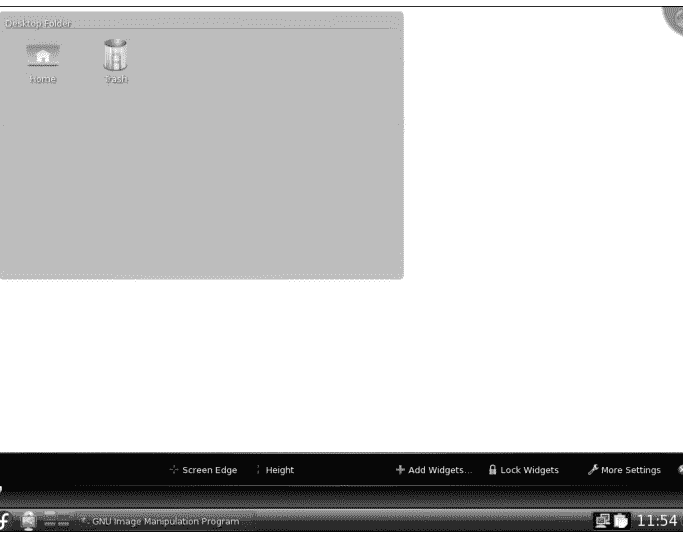 Desktop Folder
Home Trash
Screen Edge Height Add Widgets... Lock Widgets More Settings
GNU Image Manipulation Program 11:54